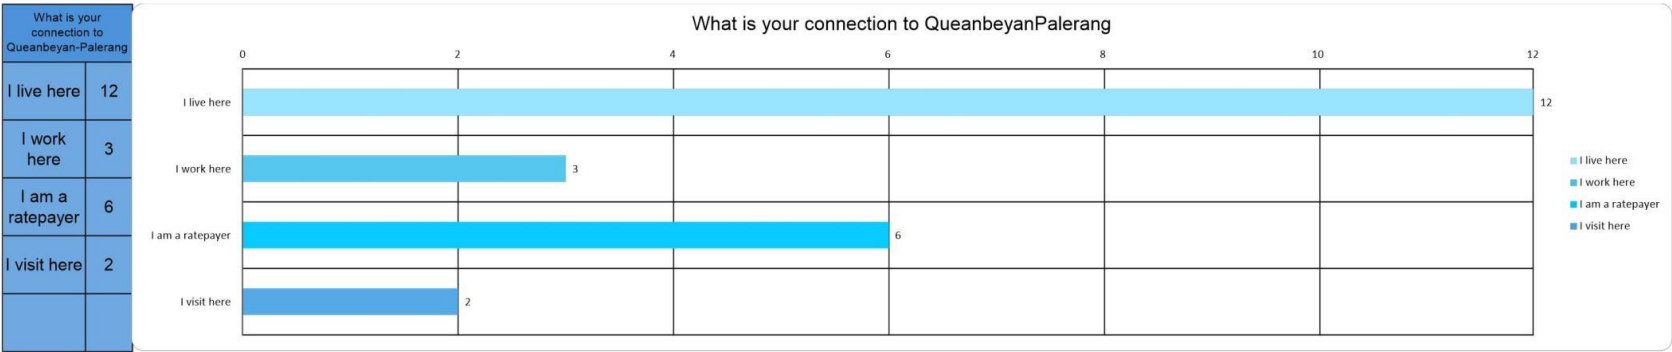 What is your
connection to
Queanbeyan-Palerang
I live here 12
I work
here
3
I am a
ratepayer
6
I visit here 2
What is your connection to QueanbeyanPalerang
0 2 4 6 8 10 12
I live here 12
I work here 3
I am a ratepayer 6
I visit here 2
I live here
I work here
I am a ratepayer
I visit here